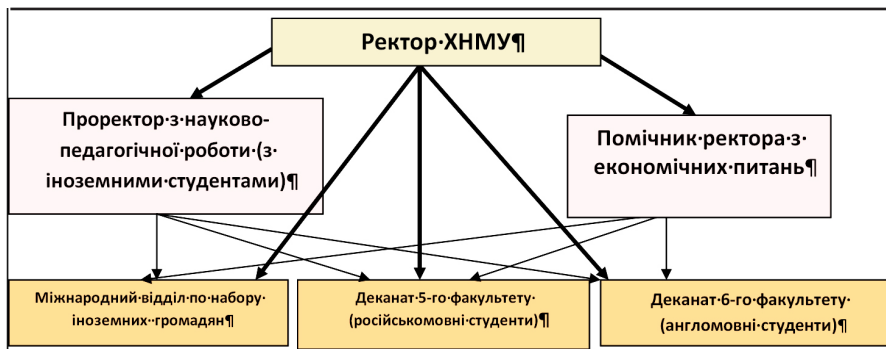 Ректор·ХНМУ¶
Проректор·з·науково-
педагогічної·роботи·(з·
іноземними·студентами)¶
Помічник·ректора·з·
економічних·питань¶
Міжнародний·відділ·по·набору·
іноземних··громадян¶
Деканат·5-го·факультету·
(російськомовні·студенти)¶
Деканат·6-го·факультету·
(англомовні·студенти)¶